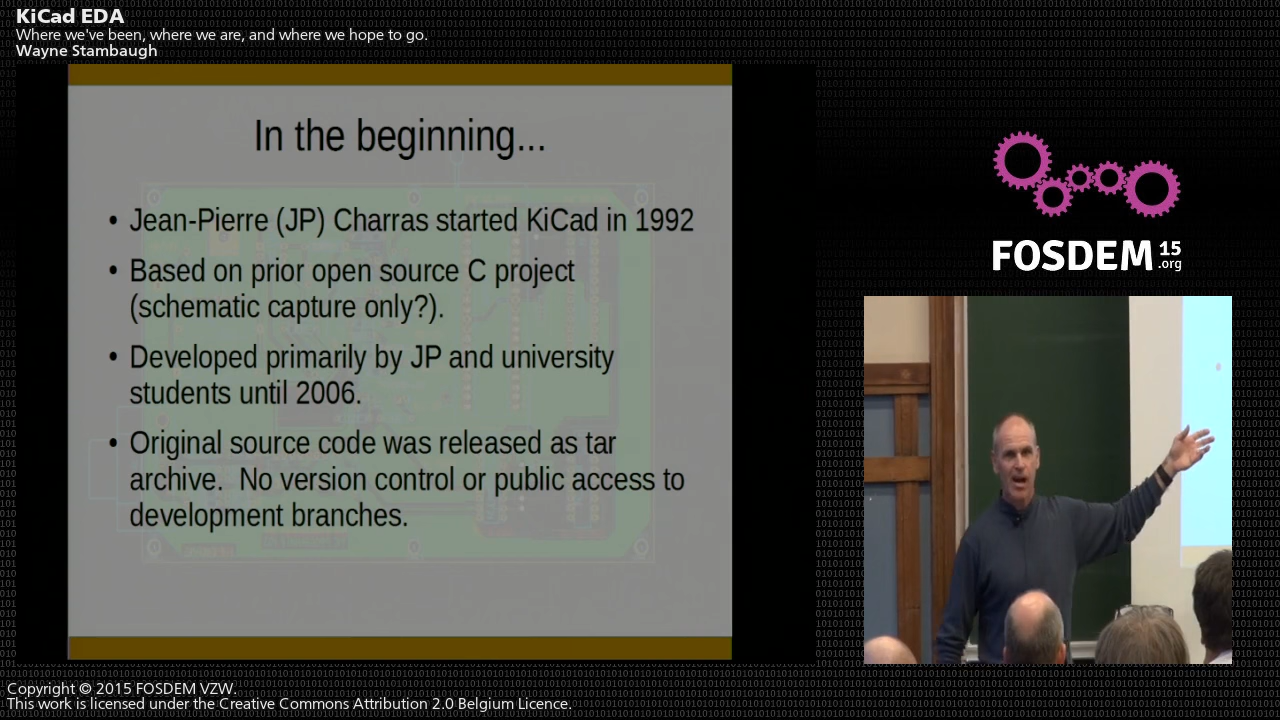 KiCad EDA
Where we've been, where we are, and where we hope to go.
Wayne Stambaugh
In the beginning...
• Jean-Pierre (JP) Charras started KiCad in 1992
• Based on prior open source C project
(schematic capture only?).
• Developed primarily by JP and university
students until 2006.
• Original source code was released as tar
archive. No version control or public access to
development branches.
FOSDEM 15
.org
Copyright © 2015 FOSDEM VZW.
This work is licensed under the Creative Commons Attribution 2.0 Belgium Licence.